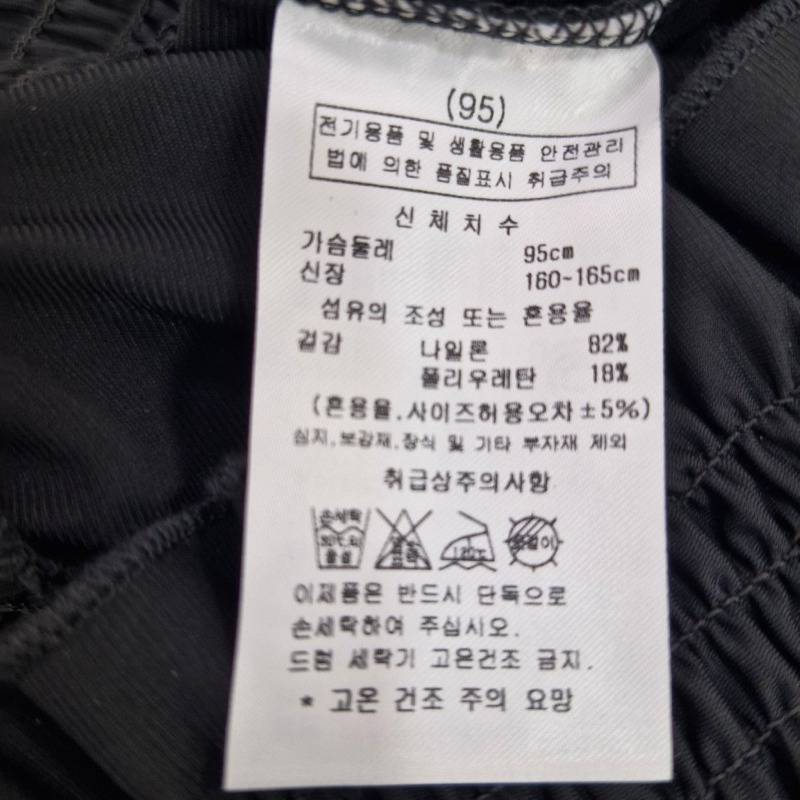 (95)
전기용품 및 생활용품 안전관리
법에 의한 품질표시 취급주의
신체치수
가슴둘레 95cm
신장 160~165cm
섬유의 조성 또는 혼용율
겉감 나일론 82%
폴리우레탄 18%
(혼용율.사이즈허용오차 ±5%)
심지,보강재,장식 및 기타 부자재 제외
취급상주의사항
손세탁
120℃
이제품은 반드시 단독으로
손세탁하여 주십시오.
드럼 세탁기 고온건조 금지.
* 고온 건조 주의 요망